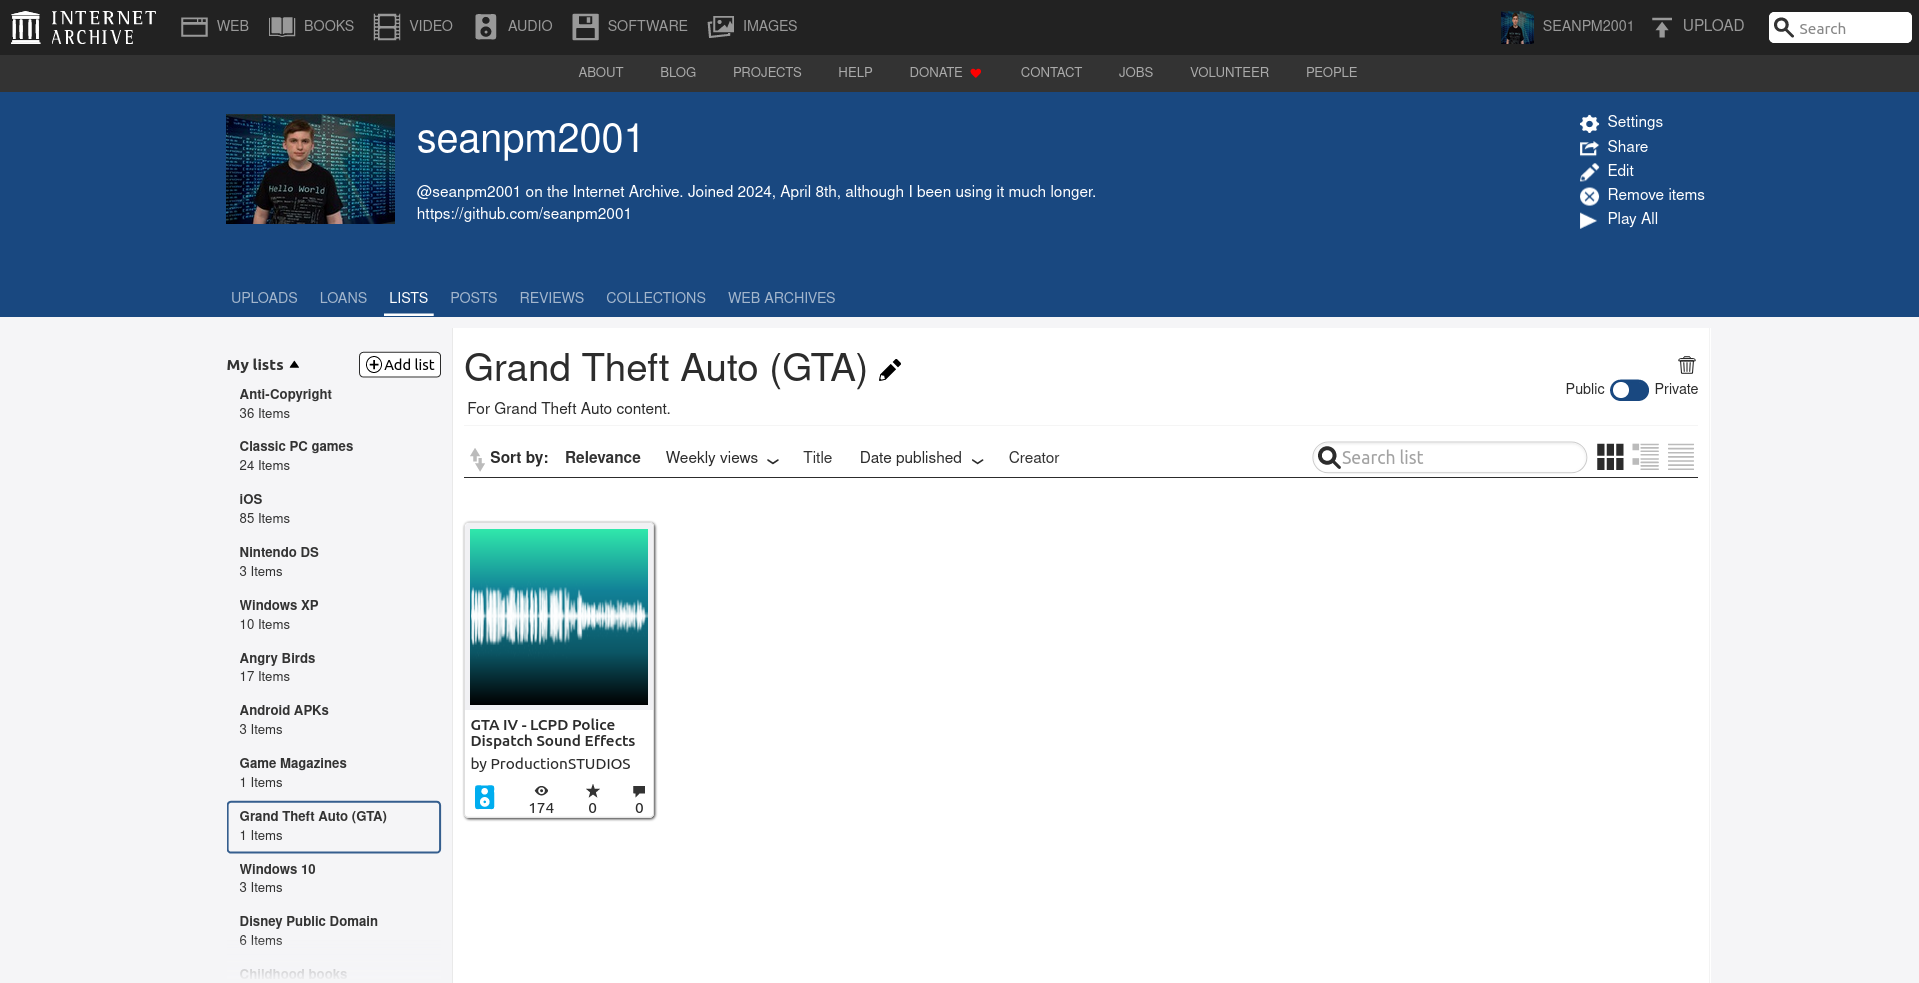 INTERNET
ARCHIVE
WEB
BOOKS
VIDEO
AUDIO
SOFTWARE
IMAGES
SEANPM2001
UPLOAD
Search
ABOUT
BLOG
PROJECTS
HELP
DONATE
CONTACT
JOBS
VOLUNTEER
PEOPLE
Hello World
seanpm2001
@seanpm2001 on the Internet Archive. Joined 2024, April 8th, although I been using it much longer.
https://github.com/seanpm2001
Settings
Share
Edit
Remove items
Play All
UPLOADS
LOANS
LISTS
POSTS
REVIEWS
COLLECTIONS
WEB ARCHIVES
My lists
Add list
Anti-Copyright
36 Items
Classic PC games
24 Items
iOS
85 Items
Nintendo DS
3 Items
Windows XP
10 Items
Angry Birds
17 Items
Android APKs
3 Items
Game Magazines
1 Items
Grand Theft Auto (GTA)
1 Items
Windows 10
3 Items
Disney Public Domain
6 Items
Childhood books
Grand Theft Auto (GTA)
For Grand Theft Auto content.
Public
Private
Sort by:
Relevance
Weekly views
Title
Date published
Creator
Search list
GTA IV - LCPD Police
Dispatch Sound Effects
by ProductionSTUDIOS
174
0
0